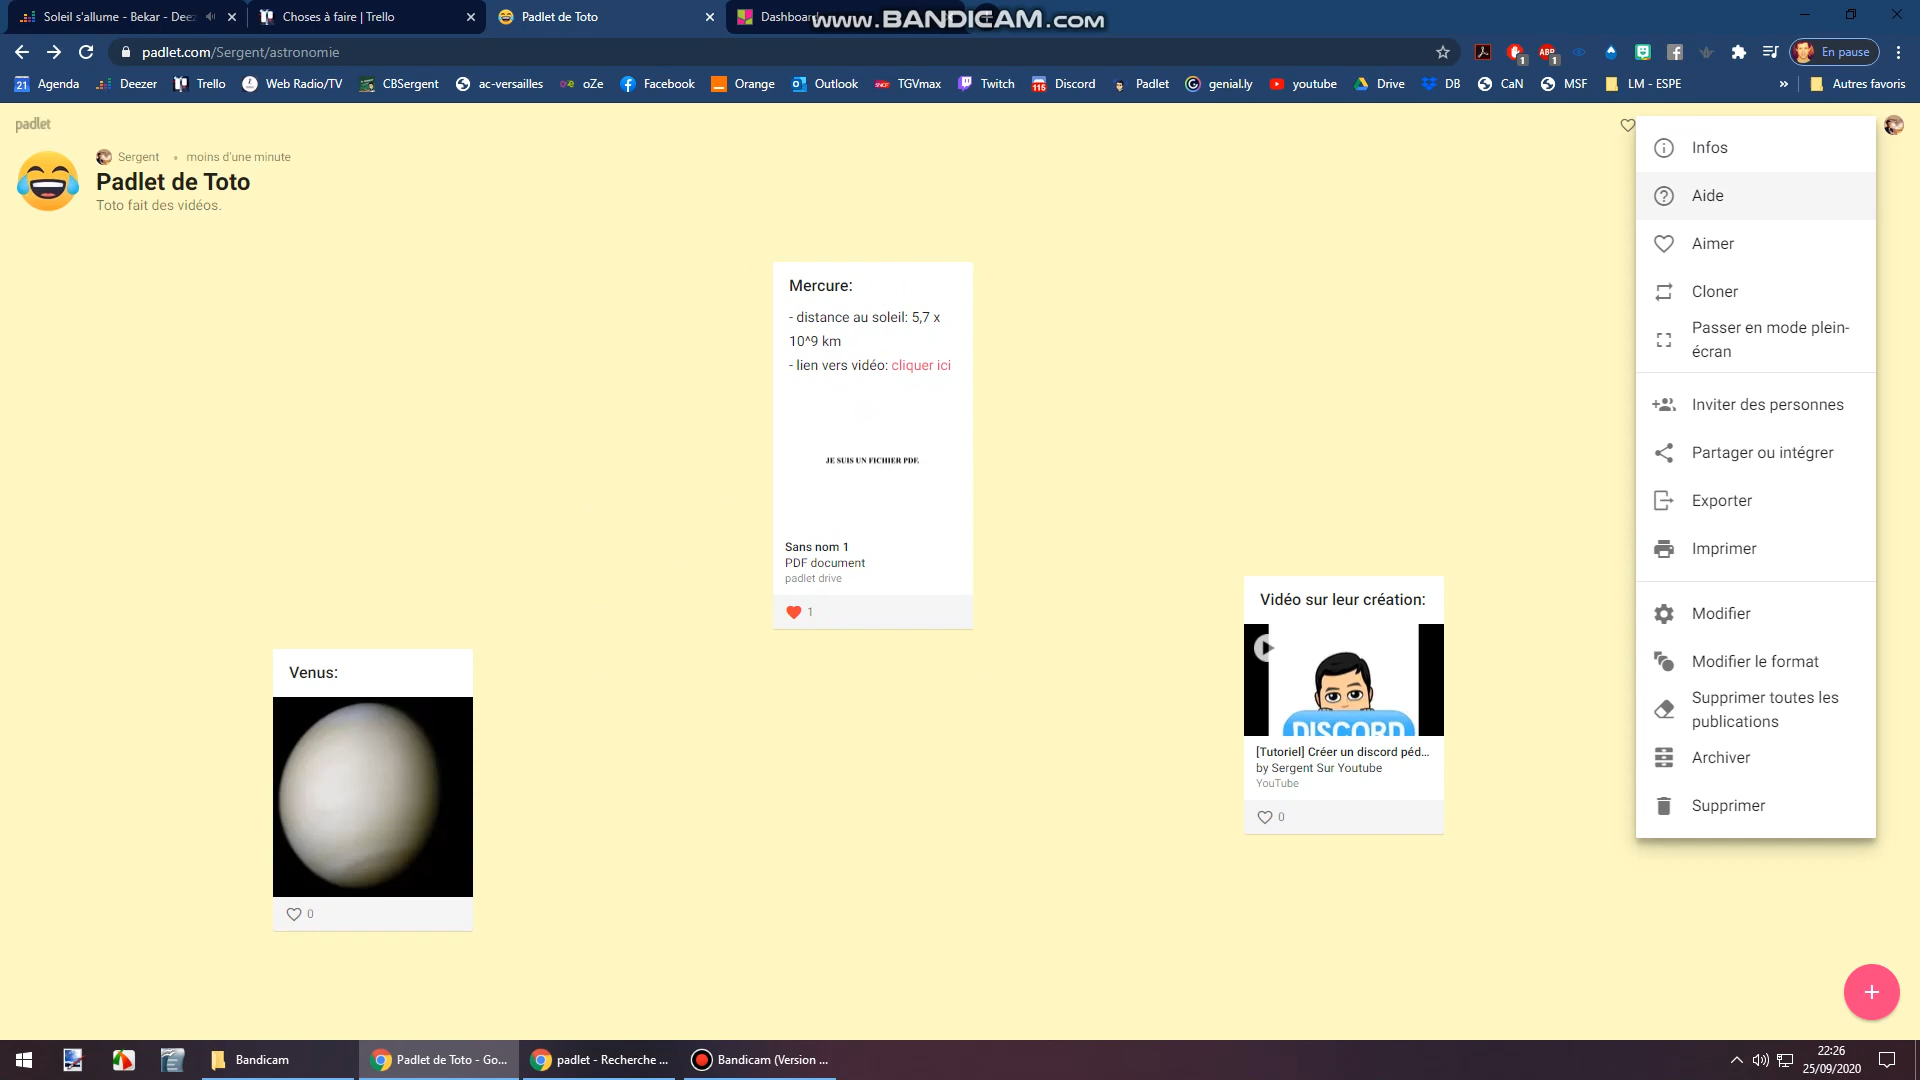 Soleil s'allume - Bekar - Deez
Choses à faire | Trello
Padlet de Toto
Dashboard
WWW.BANDICAM.COM
padlet.com/Sergent/astronomie
1
ABP
1
En pause
21 Agenda
Deezer
Trello
Web Radio/TV
CBSergent
ac-versailles
oZe
Facebook
Orange
Outlook
TGVmax
Twitch
115 Discord
Padlet
genial.ly
youtube
Drive
DB
CaN
MSF
LM - ESPE
»
Autres favoris
padlet
Sergent • moins d'une minute
Padlet de Toto
Toto fait des vidéos.
Mercure:
- distance au soleil: 5,7 x
10^9 km
- lien vers vidéo: cliquer ici
JE SUIS UN FICHIER PDF.
Sans nom 1
PDF document
padlet drive
1
Venus:
0
Vidéo sur leur création:
DISCORD
[Tutoriel] Créer un discord péd...
by Sergent Sur Youtube
YouTube
0
Infos
Aide
Aimer
Cloner
Passer en mode plein-
écran
Inviter des personnes
Partager ou intégrer
Exporter
Imprimer
Modifier
Modifier le format
Supprimer toutes les
publications
Archiver
Supprimer
+
Bandicam
Padlet de Toto - Go...
padlet - Recherche ...
Bandicam (Version ...
22:26
25/09/2020